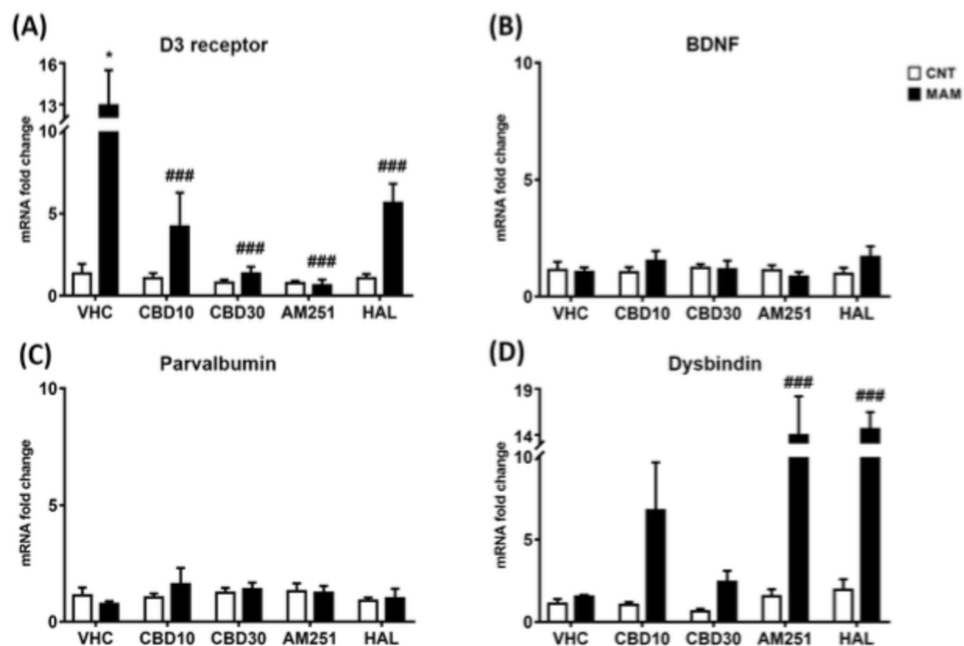 (A)
D3 receptor
mRNA fold change
16
13
10
5
0
*
###
###
###
###
VHC CBD10 CBD30 AM251 HAL
(B)
BDNF
mRNA fold change
10
5
0
VHC CBD10 CBD30 AM251 HAL
CNT
MAM
(C)
Parvalbumin
mRNA fold change
10
5
0
VHC CBD10 CBD30 AM251 HAL
(D)
Dysbindin
mRNA fold change
19
14
10
5
0
###
###
VHC CBD10 CBD30 AM251 HAL